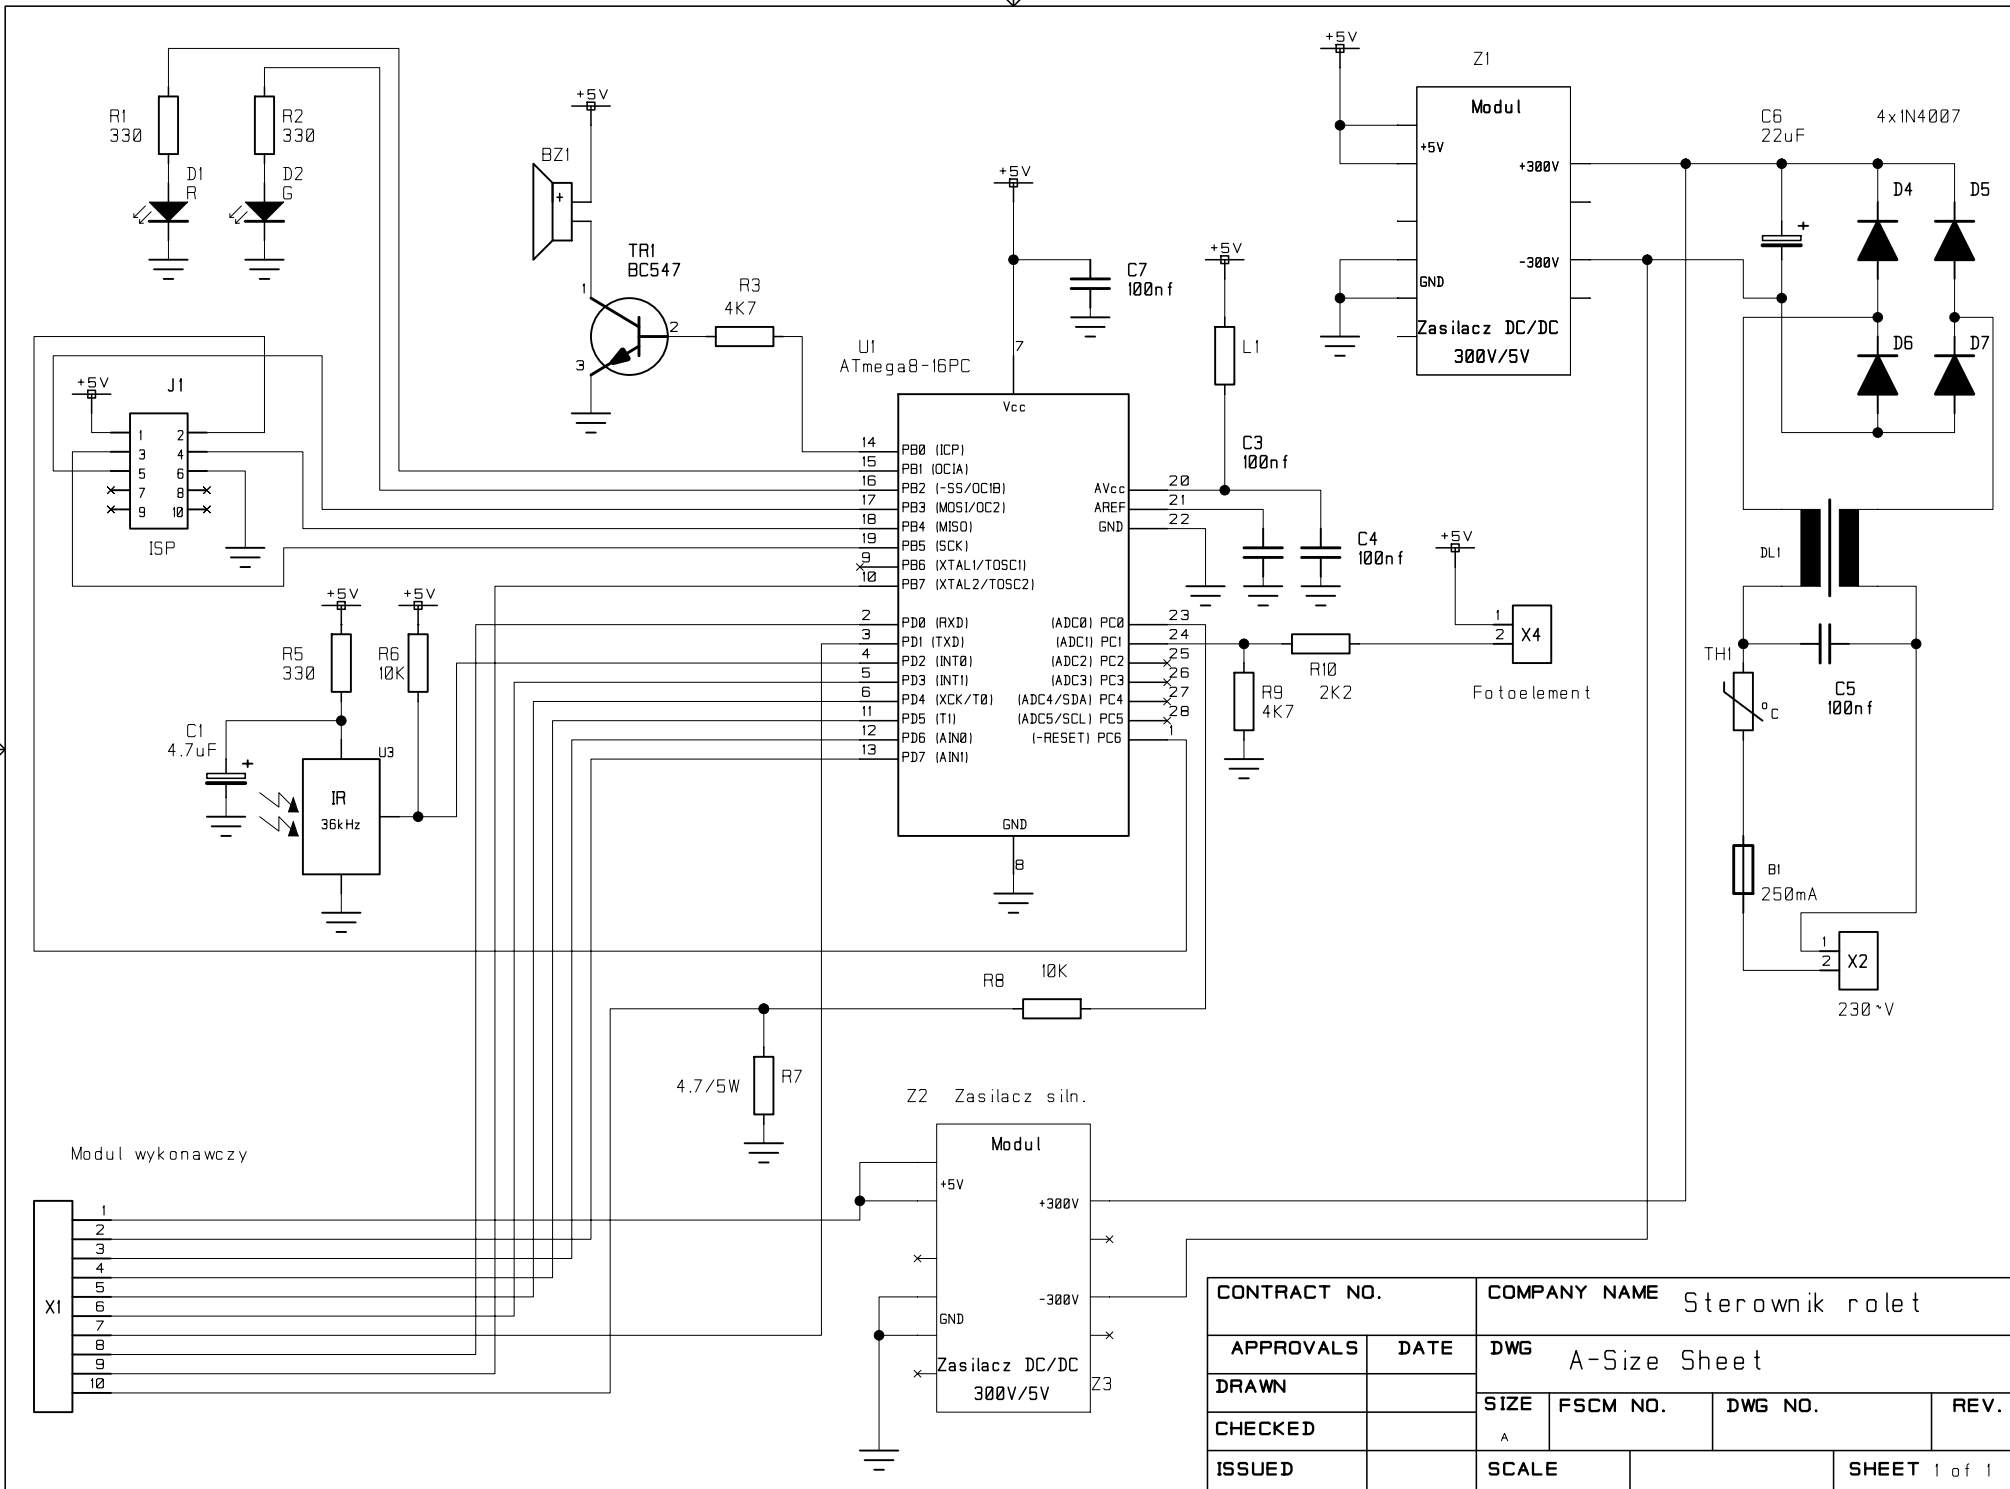 +5V
Z1
R1
330
R2
330
+5V
Modul
C6
22uF
4x1N4007
BZ1
+
+5V
+300V
D1
R
D2
G
+5V
D4
D5
TR1
BC547
+5V
+
-300V
C7
100nf
GND
R3
4K7
1
2
3
Zasilacz DC/DC
300V/5V
L1
D6
D7
7
U1
ATmega8-16PC
Vcc
+5V
J1
1 2
3 4
5 6
7 8
9 10
ISP
14 PB0 (ICP)
15 PB1 (OCIA)
16 PB2 (-SS/OC1B)
17 PB3 (MOSI/OC2)
18 PB4 (MISO)
19 PB5 (SCK)
9 PB6 (XTAL1/TOSC1)
10 PB7 (XTAL2/TOSC2)
2 PD0 (RXD)
3 PD1 (TXD)
4 PD2 (INT0)
5 PD3 (INT1)
6 PD4 (XCK/T0)
11 PD5 (T1)
12 PD6 (AIN0)
13 PD7 (AIN1)
AVcc 20
AREF 21
GND 22
(ADC0) PC0 23
(ADC1) PC1 24
(ADC2) PC2 25
(ADC3) PC3 26
(ADC4/SDA) PC4 27
(ADC5/SCL) PC5 28
(-RESET) PC6 1
GND
8
C3
100nf
C4
100nf
+5V
1
2
X4
Fotoelement
R10
2K2
R9
4K7
DL1
TH1
°C
C5
100nf
B1
250mA
1
2
X2
230~V
+5V
+5V
R5
330
R6
10K
C1
4.7uF
+
U3
IR
36kHz
R8
10K
4.7/5W
R7
Z2 Zasilacz siln.
Modul
+5V
+300V
-300V
GND
Zasilacz DC/DC
300V/5V
Z3
Modul wykonawczy
X1
1
2
3
4
5
6
7
8
9
10
CONTRACT NO.
COMPANY NAME Sterownik rolet
APPROVALS DATE
DWG A-Size Sheet
DRAWN
SIZE FSCM NO. DWG NO. REV.
A
CHECKED
ISSUED
SCALE
SHEET 1 of 1